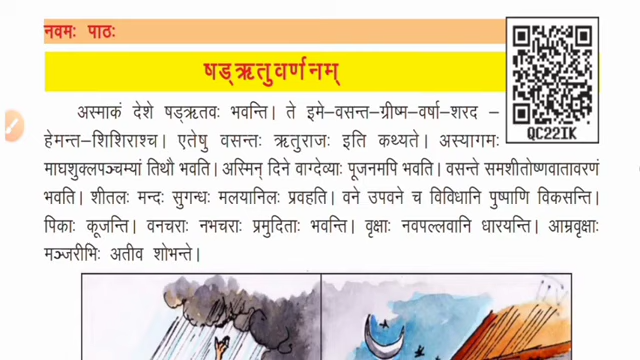 नवमः पाठः
षड्ऋतुवर्णनम्
अस्माकं देशे षड्ऋतवः भवन्ति। ते इमे–वसन्त–ग्रीष्म–वर्षा–शरद –
हेमन्त–शिशिराश्च। एतेषु वसन्तः ऋतुराजः इति कथ्यते। अस्यागमः
माघशुक्लपञ्चम्यां तिथौ भवति। अस्मिन् दिने वाग्देव्याः पूजनमपि भवति। वसन्ते समशीतोष्णवातावरणं
भवति। शीतलः मन्दः सुगन्धः मलयानिलः प्रवहति। वने उपवने च विविधानि पुष्पाणि विकसन्ति।
पिकाः कूजन्ति। वनचराः नभचराः प्रमुदिताः भवन्ति। वृक्षाः नवपल्लवानि धारयन्ति। आम्रवृक्षाः
मञ्जरीभिः अतीव शोभन्ते।
QC22IK